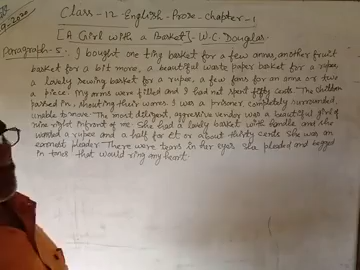 Class-12 English-Prose-chapter-1
[A Girl with a Basket]-W.C.Douglas.
Paragraph-5. I bought one tiny basket for a few annas, another fruit
basket for a bit more, a beautiful waste paper basket for a rupee,
a lovely sewing basket for a rupee, a few fans for an anna or two
a piece. My arms were filled and I had not spent fifty cents. The children
pushed in, shouting their wares. I was a prisoner completely surrounded,
unable to move. The most diligent, aggressive vendor was a beautiful girl of
nine right infront of me. She had a lovely basket with handle, and she
wanted a rupee and a half for it or about thirty cents. She was an
earnest pleader. There were tears in her eyes. She pleaded and begged
in tones that would wring my heart.